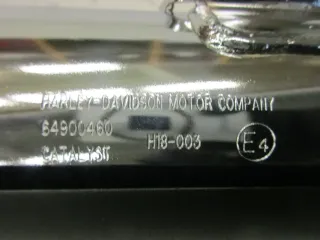 HARLEY-DAVIDSON MOTOR COMPANY
64900460 H18-003 E4
CATALYST